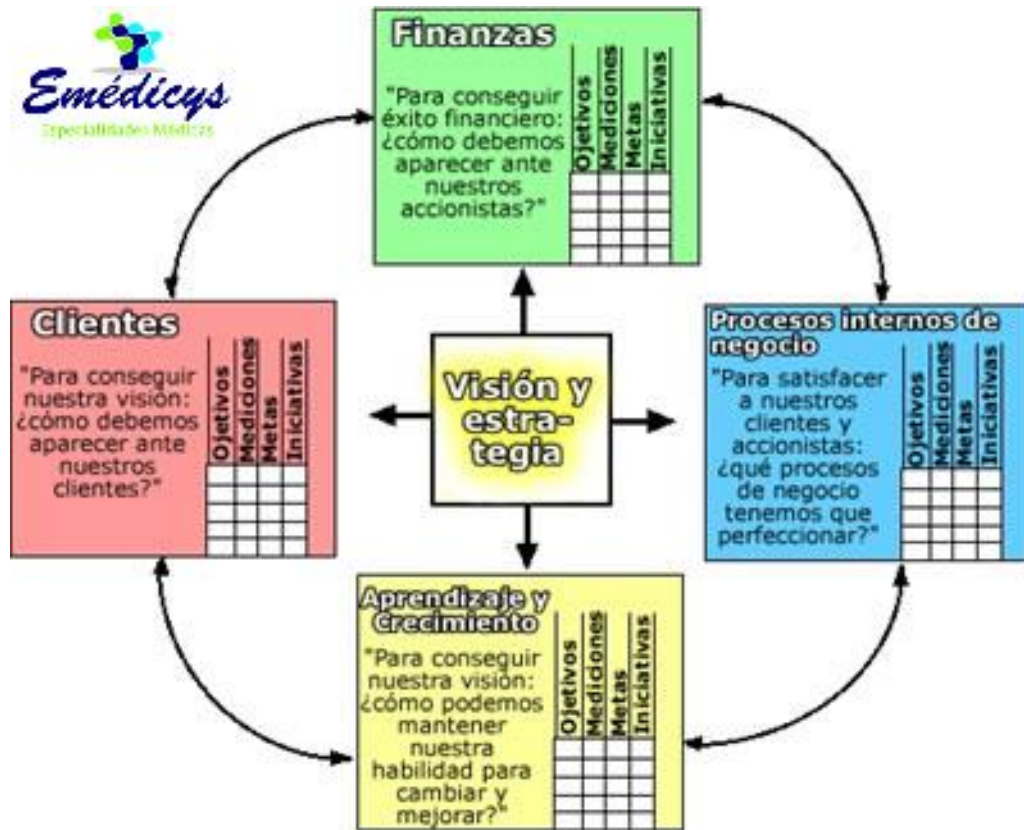 Emédicys
Especialidades Médicas
Finanzas
"Para conseguir
éxito financiero:
¿cómo debemos
aparecer ante
nuestros
accionistas?"
Ojetivos
Mediciones
Metas
Iniciativas
Clientes
"Para conseguir
nuestra visión:
¿cómo debemos
aparecer ante
nuestros
clientes?"
Ojetivos
Mediciones
Metas
Iniciativas
Visión y
estra-
tegia
Procesos internos de
negocio
"Para satisfacer
a nuestros
clientes y
accionistas:
¿qué procesos
de negocio
tenemos que
perfeccionar?"
Ojetivos
Mediciones
Metas
Iniciativas
Aprendizaje y
Crecimiento
"Para conseguir
nuestra visión:
¿cómo podemos
mantener
nuestra
habilidad para
cambiar y
mejorar?"
Ojetivos
Mediciones
Metas
Iniciativas